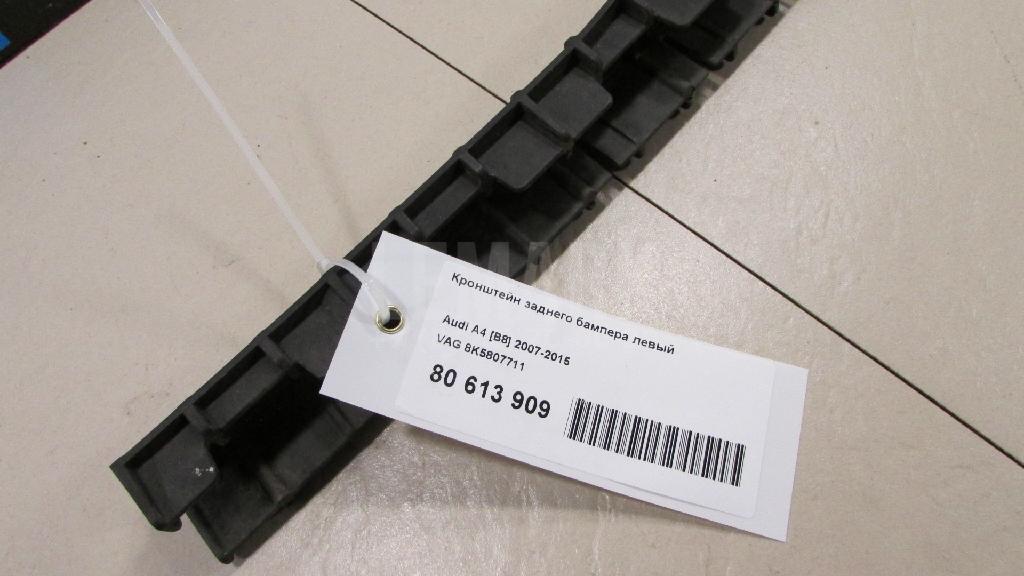 Кронштейн заднего бампера левый
Audi A4 [B8] 2007-2015
VAG 8K5807711
80 613 909